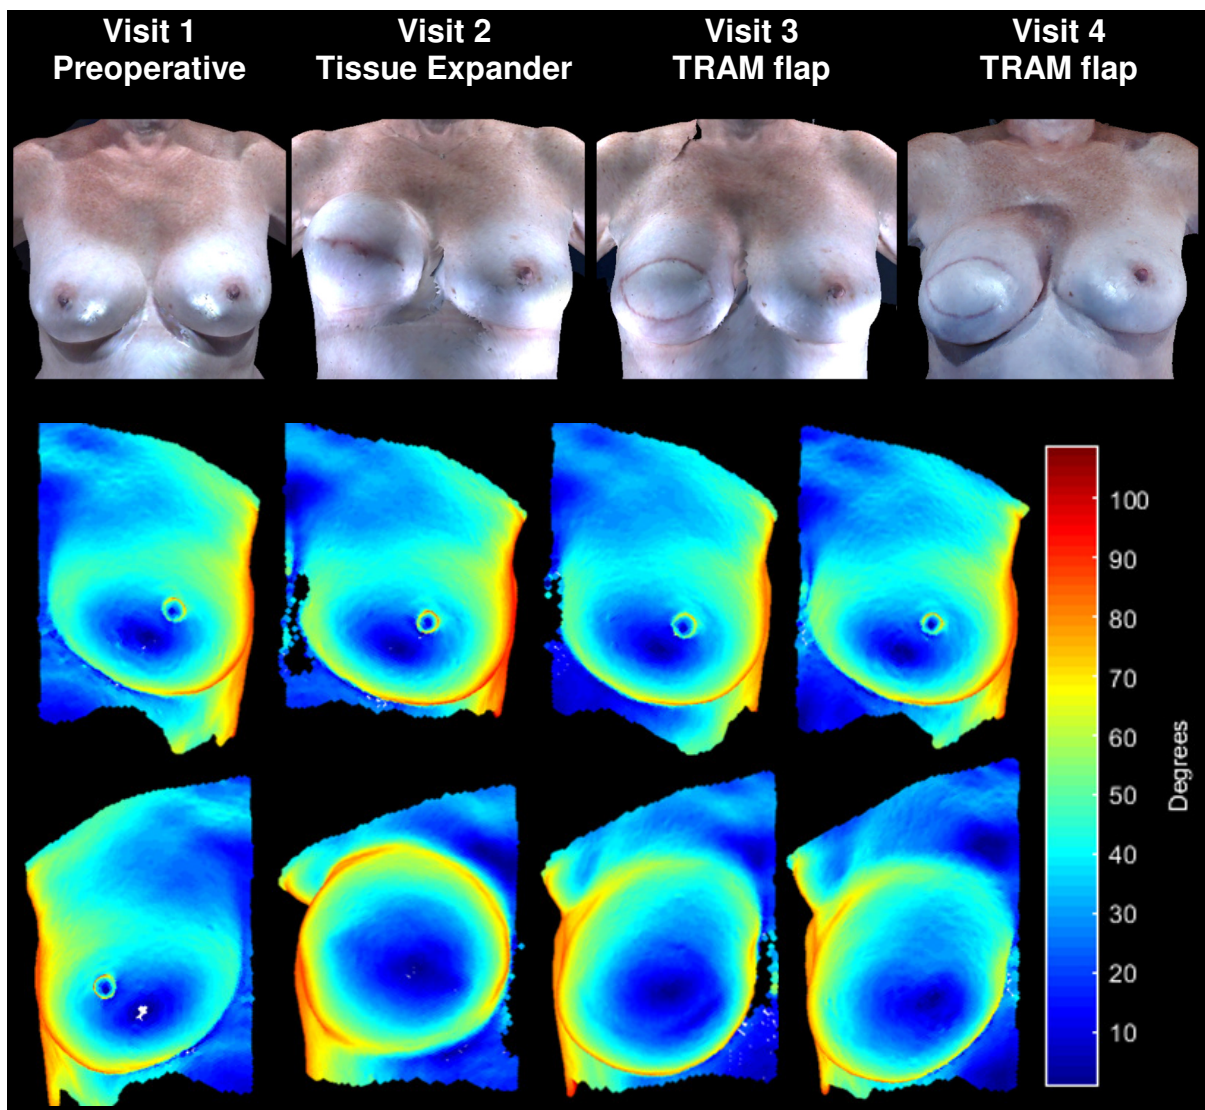 Visit 1
Preoperative
Visit 2
Tissue Expander
Visit 3
TRAM flap
Visit 4
TRAM flap
100
90
80
70
60
50
40
30
20
10
Degrees